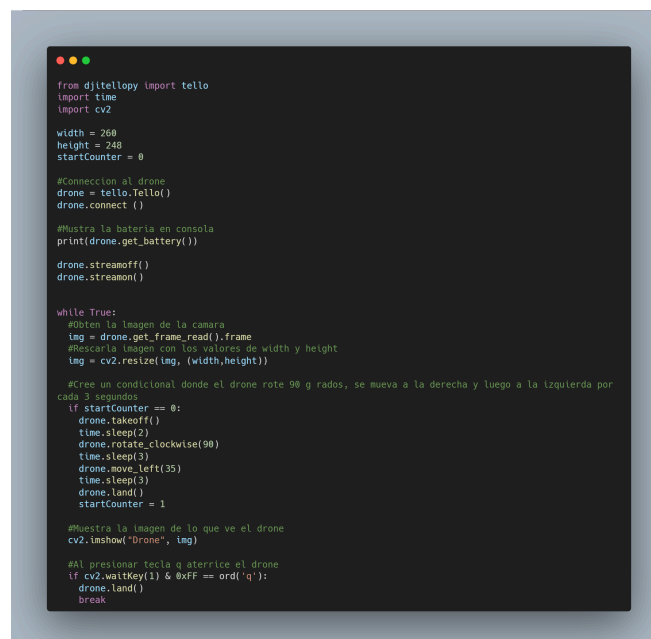 from djitellopy import tello
import time
import cv2
width = 260
height = 248
startCounter = 0
#Conneccion al drone
drone = tello.Tello()
drone.connect ()
#Mustra la bateria en consola
print(drone.get_battery())
drone.streamoff()
drone.streamon()
while True:
  #Obten la lmagen de la camara
  img = drone.get_frame_read().frame
  #Rescarla imagen con los valores de width y height
  img = cv2.resize(img, (width,height))
  #Cree un condicional donde el drone rote 90 g rados, se mueva a la derecha y luego a la izquierda por
cada 3 segundos
  if startCounter == 0:
    drone.takeoff()
    time.sleep(2)
    drone.rotate_clockwise(90)
    time.sleep(3)
    drone.move_left(35)
    time.sleep(3)
    drone.land()
    startCounter = 1
  #Muestra la imagen de lo que ve el drone
  cv2.imshow("Drone", img)
  #Al presionar tecla q aterrice el drone
  if cv2.waitKey(1) & 0xFF == ord('q'):
    drone.land()
    break